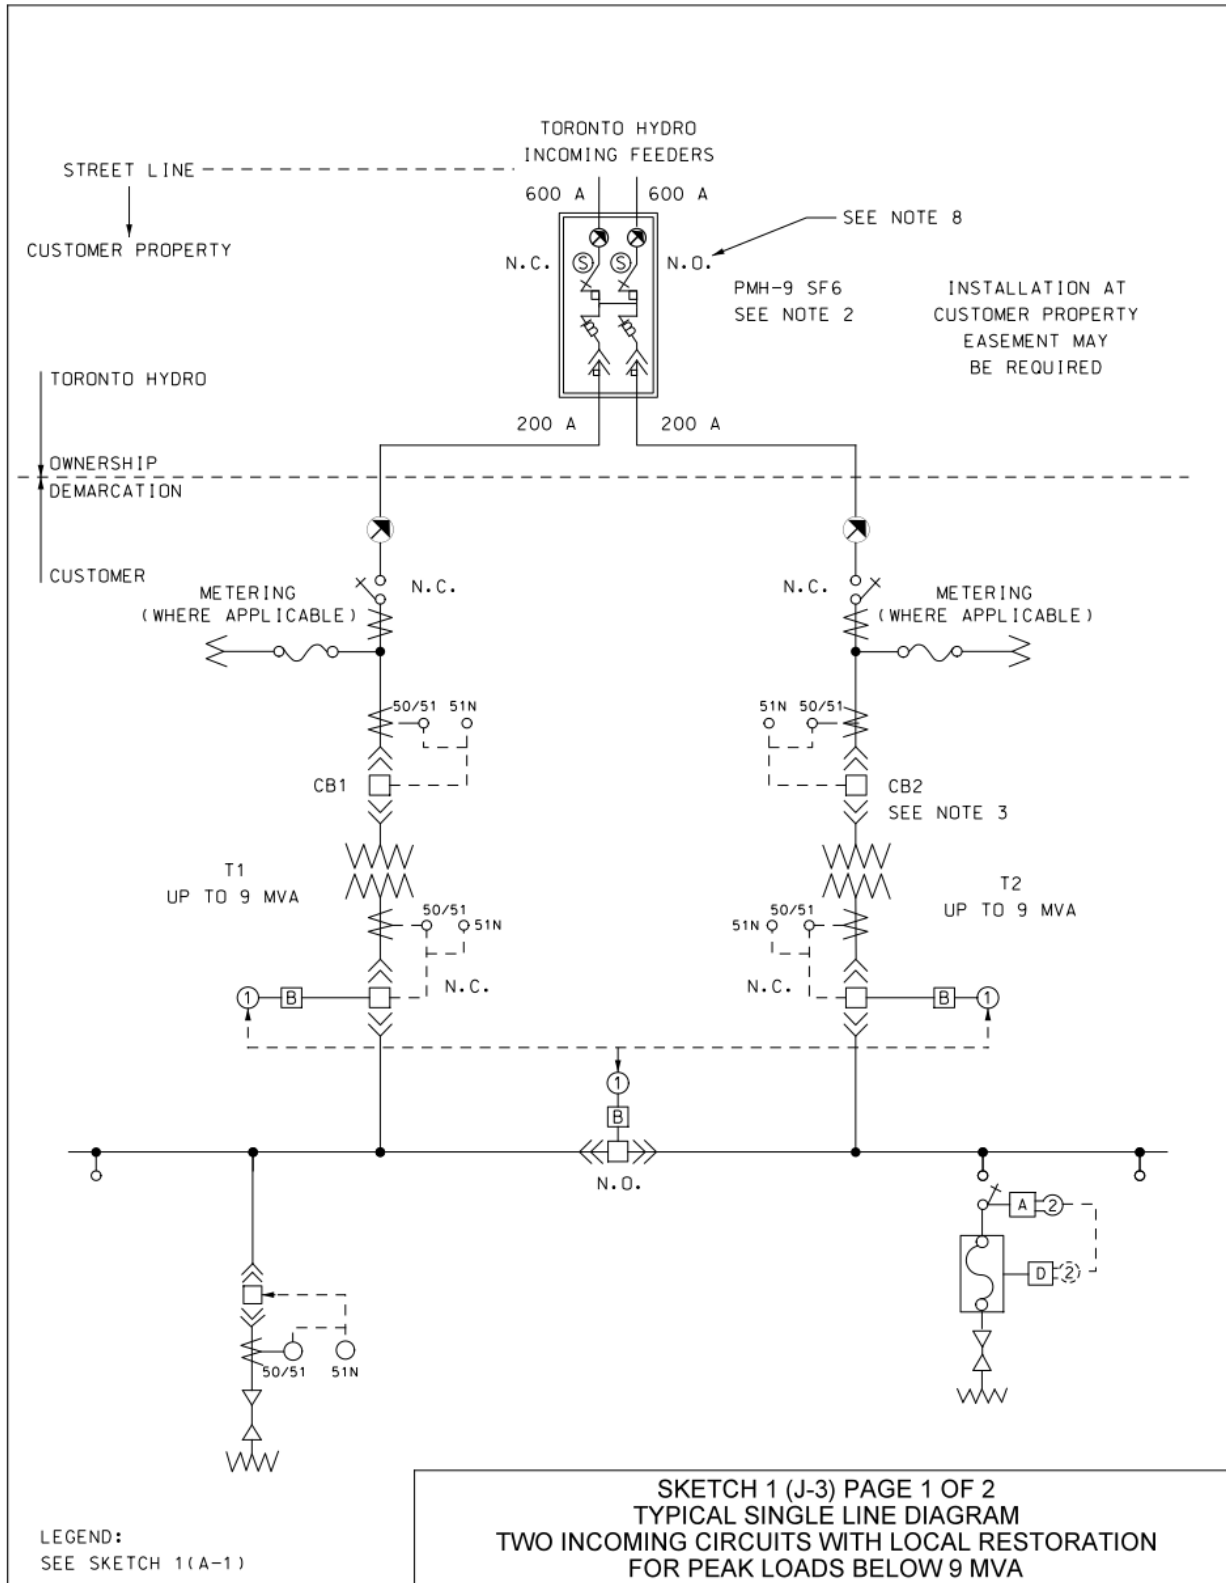 TORONTO HYDRO
INCOMING FEEDERS
STREET LINE
600 A
600 A
SEE NOTE 8
CUSTOMER PROPERTY
N.C.
S
S
N.O.
PMH-9 SF6
SEE NOTE 2
INSTALLATION AT
CUSTOMER PROPERTY
EASEMENT MAY
BE REQUIRED
TORONTO HYDRO
200 A
200 A
OWNERSHIP
DEMARCATION
CUSTOMER
N.C.
N.C.
METERING
(WHERE APPLICABLE)
METERING
(WHERE APPLICABLE)
50/51
51N
51N
50/51
CB1
CB2
SEE NOTE 3
T1
UP TO 9 MVA
T2
UP TO 9 MVA
50/51
51N
51N
50/51
N.C.
N.C.
1
B
B
1
1
B
N.O.
A
2
D
2
50/51
51N
LEGEND:
SEE SKETCH 1(A-1)
SKETCH 1 (J-3) PAGE 1 OF 2
TYPICAL SINGLE LINE DIAGRAM
TWO INCOMING CIRCUITS WITH LOCAL RESTORATION
FOR PEAK LOADS BELOW 9 MVA